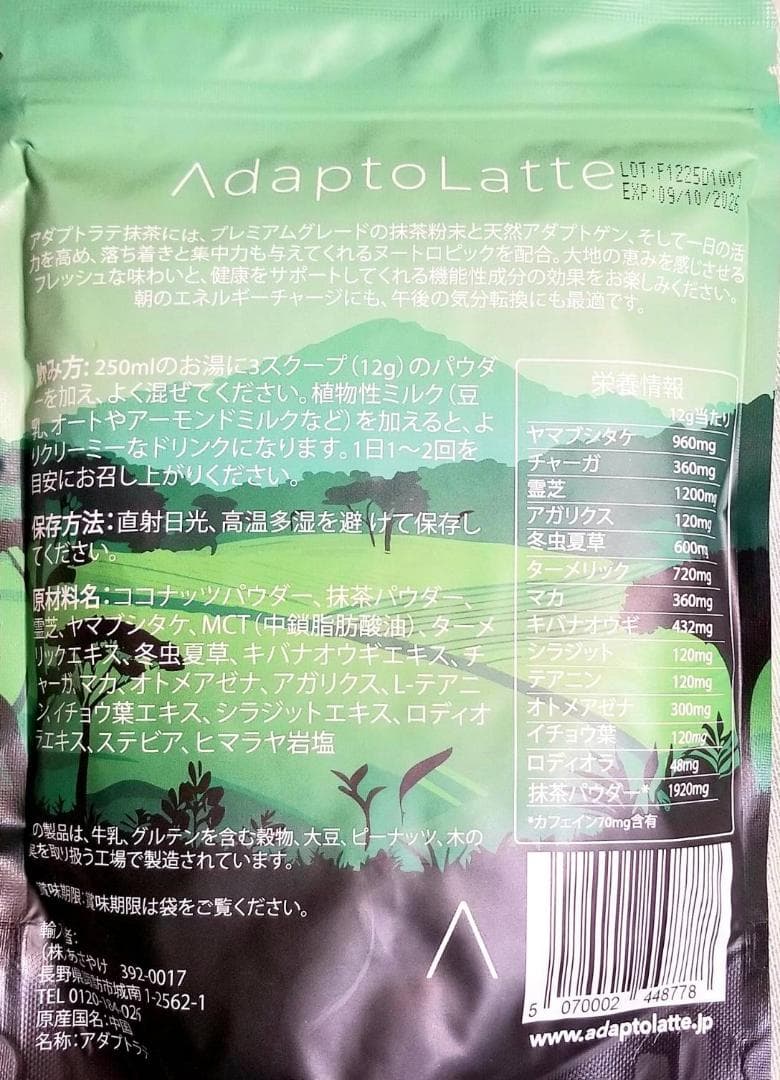 AdaptoLatte
LOT:F1225D1001
EXP:09/10/2026
アダプトラテ抹茶には、プレミアムグレードの抹茶粉末と天然アダプトゲン、そして一日の活
力を高め、落ち着きと集中力も与えてくれるヌートロピックを配合。大地の恵みを感じさせる
フレッシュな味わいと、健康をサポートしてくれる機能性成分の効果をお楽しみください。
朝のエネルギーチャージにも、午後の気分転換にも最適です。
飲み方: 250mlのお湯に3スクープ(12g)のパウダ
ーを加え、よく混ぜてください。植物性ミルク(豆
乳、オートやアーモンドミルクなど)を加えると、よ
りクリーミーなドリンクになります。1日1〜2回を
目安にお召し上がりください。
保存方法:直射日光、高温多湿を避けて保存し
てください。
原材料名:ココナッツパウダー、抹茶パウダー、
霊芝、ヤマブシタケ、MCT(中鎖脂肪酸油)、ターメ
リックエキス、冬虫夏草、キバナオウギエキス、チ
ャーガ、マカ、オトメアゼナ、アガリクス、L-テアニ
ン、イチョウ葉エキス、シラジットエキス、ロディオ
ラエキス、ステビア、ヒマラヤ岩塩
の製品は、牛乳、グルテンを含む穀物、大豆、ピーナッツ、木の
実を取り扱う工場で製造されています。
賞味期限:賞味期限は袋をご覧ください。
輸入者:
(株)あさやけ 392-0017
長野県諏訪市城南1-2562-1
TEL 0120-184-026
原産国名:中国
名称:アダプトラテ
栄養情報
12g当たり
ヤマブシタケ 960mg
チャーガ 360mg
霊芝 1200mg
アガリクス 120mg
冬虫夏草 600m
ターメリック 720mg
マカ 360mg
キバナオウギ 432mg
シラジット 120mg
テアニン 120mg
オトメアゼナ 300mg
イチョウ葉 120mg
ロディオラ 48mg
抹茶パウダー* 1920mg
*カフェイン70mg含有
5 070002 448778
www.adaptolatte.jp